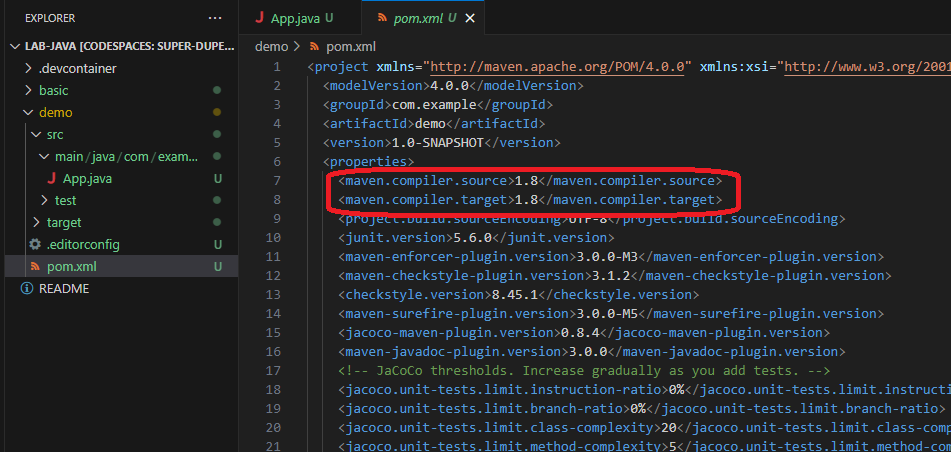 EXPLORER ···
LAB-JAVA [CODESPACES: SUPER-DUPE...
.devcontainer
basic
demo
src
main/java/com/exam...
App.java U
test
target
.editorconfig U
pom.xml U
README
App.java U
pom.xml U
demo > pom.xml
1 <project xmlns="http://maven.apache.org/POM/4.0.0" xmlns:xsi="http://www.w3.org/2001
2 <modelVersion>4.0.0</modelVersion>
3 <groupId>com.example</groupId>
4 <artifactId>demo</artifactId>
5 <version>1.0-SNAPSHOT</version>
6 <properties>
7 <maven.compiler.source>1.8</maven.compiler.source>
8 <maven.compiler.target>1.8</maven.compiler.target>
9 <project.build.sourceEncoding>UTF-8</project.build.sourceEncoding>
10 <junit.version>5.6.0</junit.version>
11 <maven-enforcer-plugin.version>3.0.0-M3</maven-enforcer-plugin.version>
12 <maven-checkstyle-plugin.version>3.1.2</maven-checkstyle-plugin.version>
13 <checkstyle.version>8.45.1</checkstyle.version>
14 <maven-surefire-plugin.version>3.0.0-M5</maven-surefire-plugin.version>
15 <jacoco-maven-plugin.version>0.8.4</jacoco-maven-plugin.version>
16 <maven-javadoc-plugin.version>3.0.0</maven-javadoc-plugin.version>
17 <!-- JaCoCo thresholds. Increase gradually as you add tests. -->
18 <jacoco.unit-tests.limit.instruction-ratio>0%</jacoco.unit-tests.limit.instructi
19 <jacoco.unit-tests.limit.branch-ratio>0%</jacoco.unit-tests.limit.branch-ratio>
20 <jacoco.unit-tests.limit.class-complexity>20</jacoco.unit-tests.limit.class-comp
21 <jacoco.unit-tests.limit.method-complexity>5</jacoco.unit-tests.limit.method-com